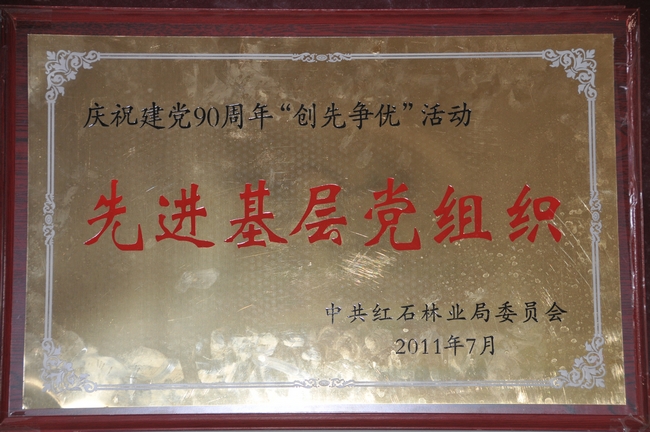 庆祝建党90周年“创先争优”活动
先进基层党组织
中共红石林业局委员会
2011年7月